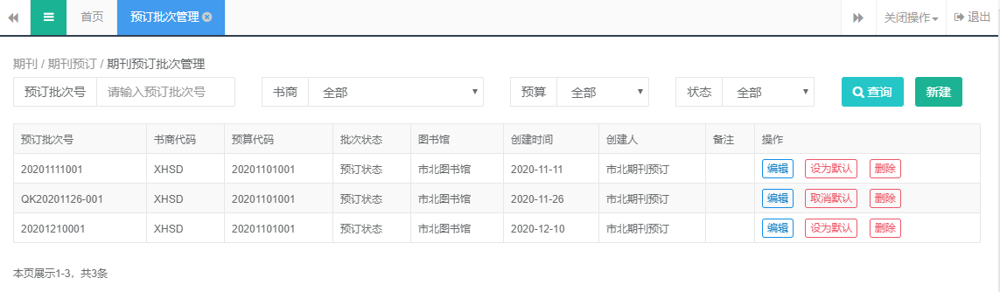 首页 预订批次管理 关闭操作 退出
期刊 / 期刊预订 / 期刊预订批次管理
预订批次号 请输入预订批次号 书商 全部 预算 全部 状态 全部 查询 新建
预订批次号 书商代码 预算代码 批次状态 图书馆 创建时间 创建人 备注 操作
20201111001 XHSD 20201101001 预订状态 市北图书馆 2020-11-11 市北期刊预订 编辑 设为默认 删除
QK20201126-001 XHSD 20201101001 预订状态 市北图书馆 2020-11-26 市北期刊预订 编辑 取消默认 删除
20201210001 XHSD 20201101001 预订状态 市北图书馆 2020-12-10 市北期刊预订 编辑 设为默认 删除
本页展示1-3，共3条